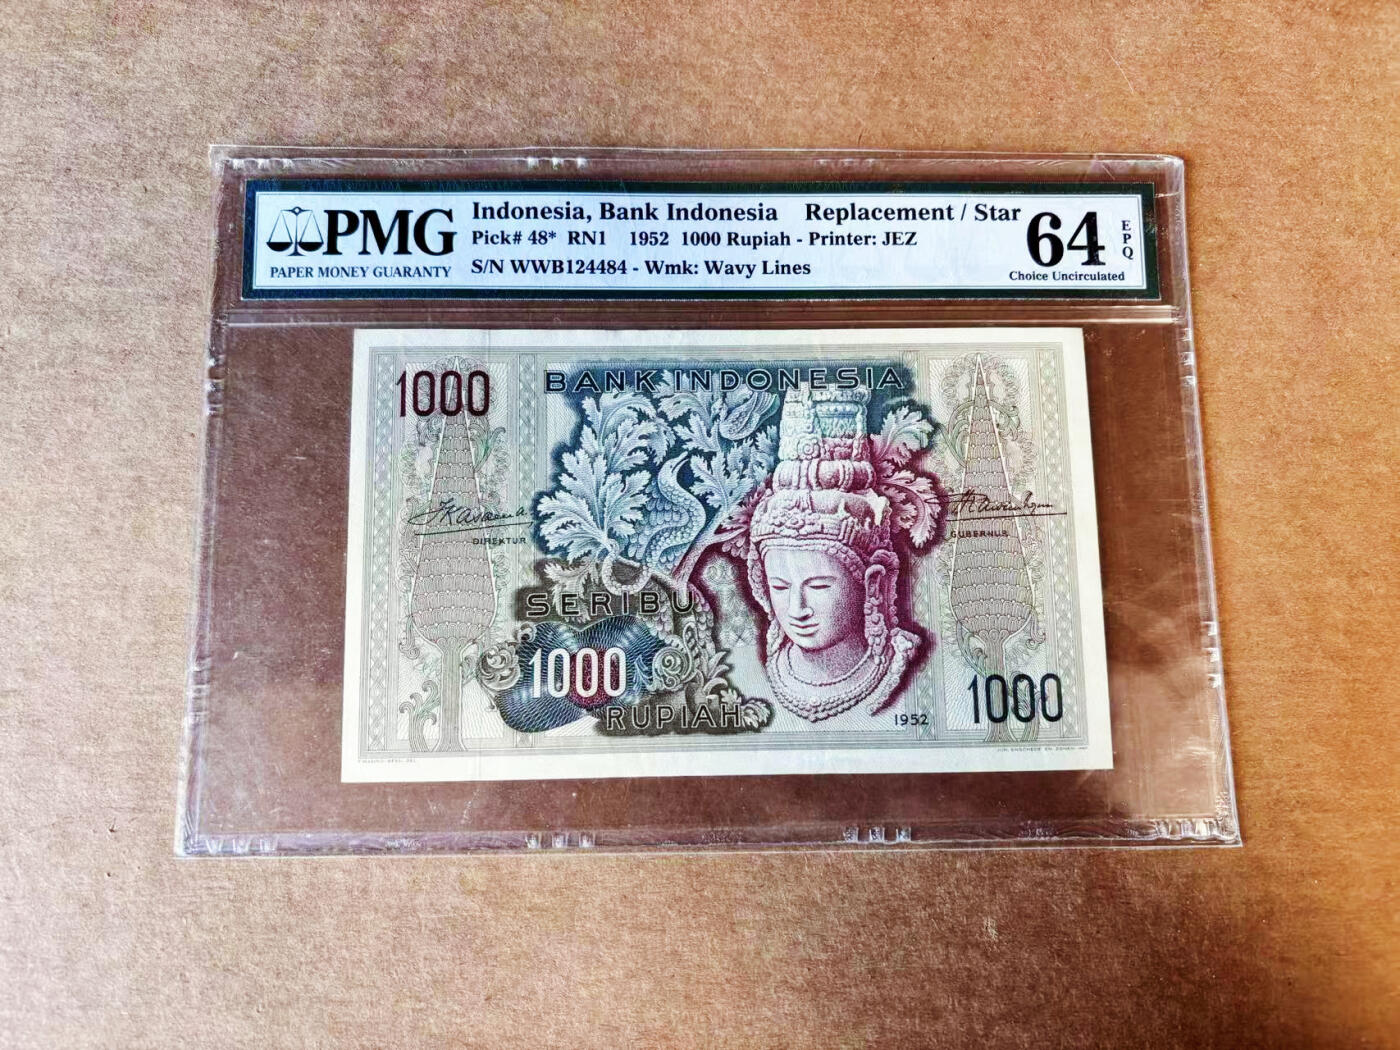 PMG
PAPER MONEY GUARANTY
Indonesia, Bank Indonesia Replacement / Star
Pick# 48* RN1 1952 1000 Rupiah - Printer: JEZ
S/N WWB124484 - Wmk: Wavy Lines
64
EPQ
Choice Uncirculated
1000
BANK INDONESIA
DIREKTUR
GUBERNUR
SERIBU
1000
RUPIAH
1952
1000